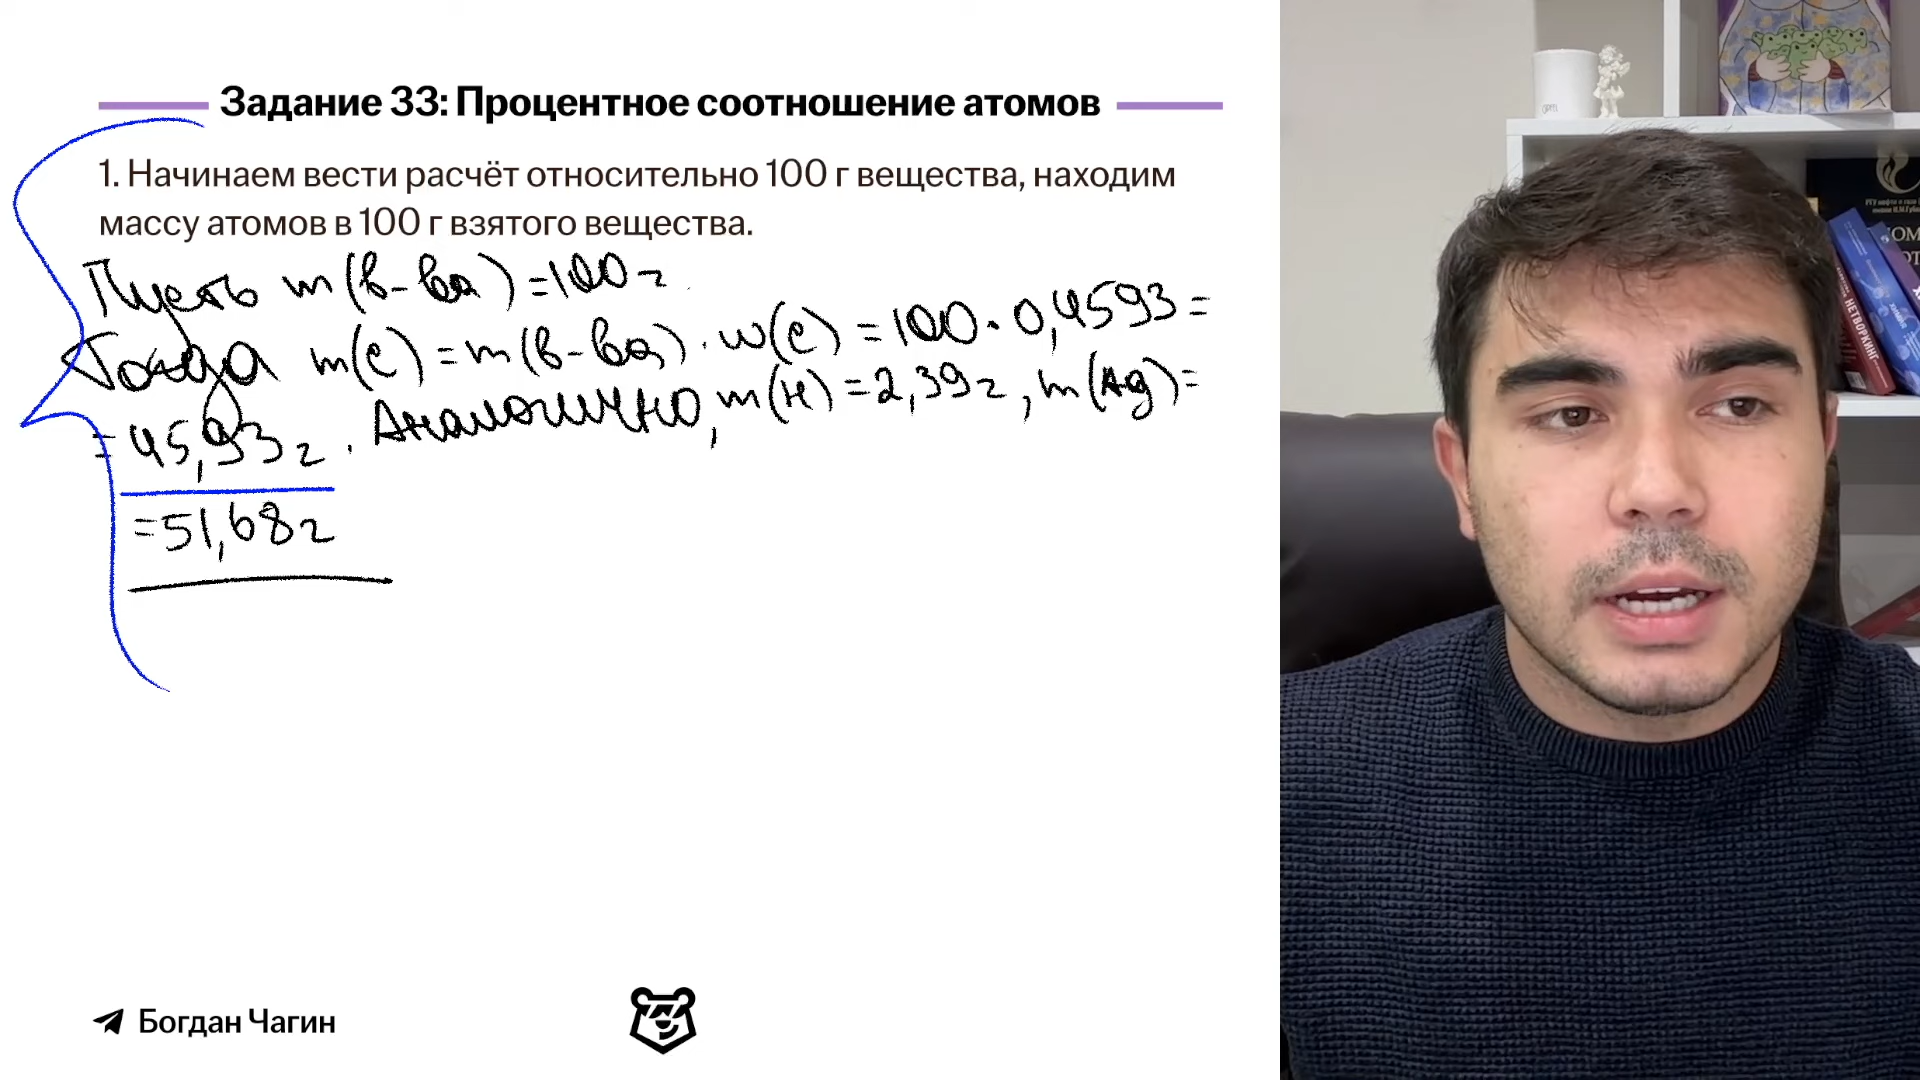 Задание 33: Процентное соотношение атомов
1. Начинаем вести расчёт относительно 100 г вещества, находим
массу атомов в 100 г взятого вещества.
Пусть m(в-ва) = 100 г.
Тогда m(C) = m(в-ва) · w(C) = 100 · 0,4593 =
= 45,93 г. Аналогично, m(H) = 2,39 г, m(Ag) =
= 51,68 г
Богдан Чагин
НЕТВОРКИНГ